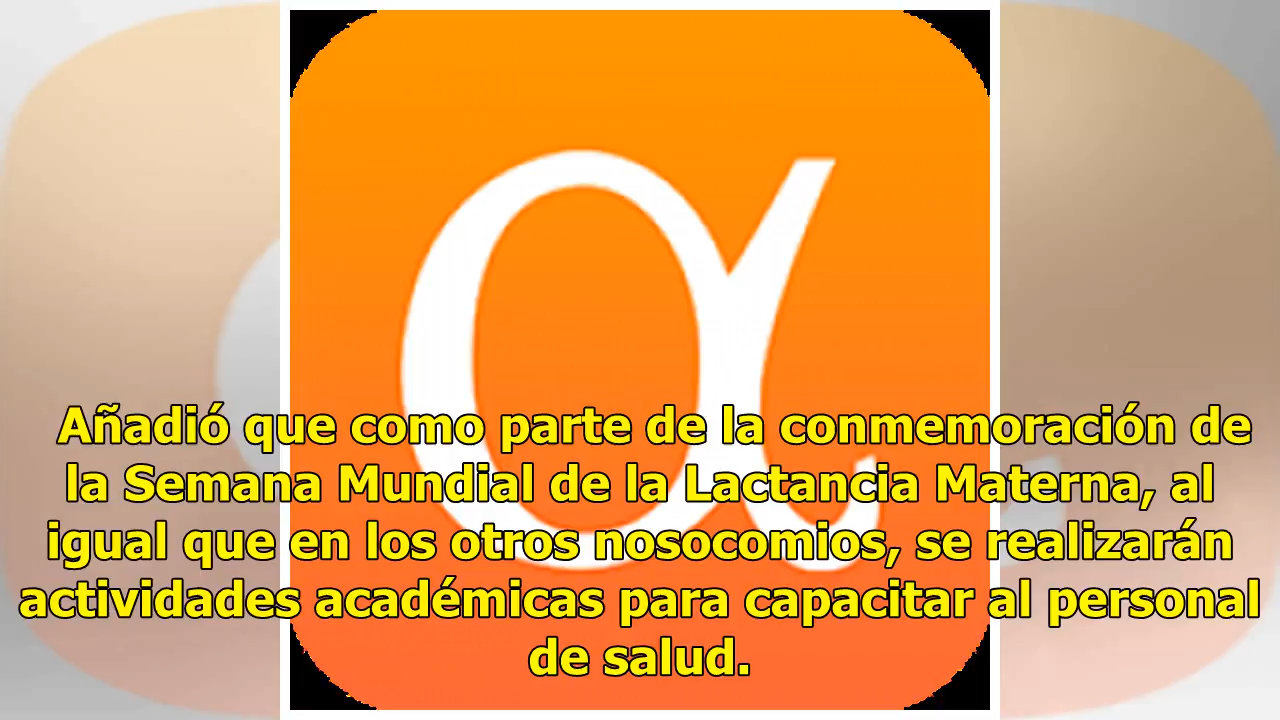 α
Añadió que como parte de la conmemoración de
la Semana Mundial de la Lactancia Materna, al
igual que en los otros nosocomios, se realizarán
actividades académicas para capacitar al personal
de salud.